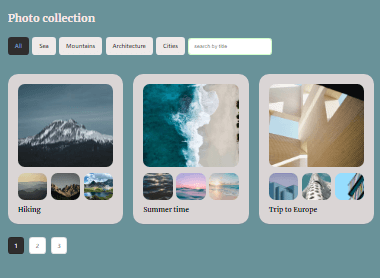 Photo collection
All Sea Mountains Architecture Cities search by title
Hiking Summer time Trip to Europe
1 2 3